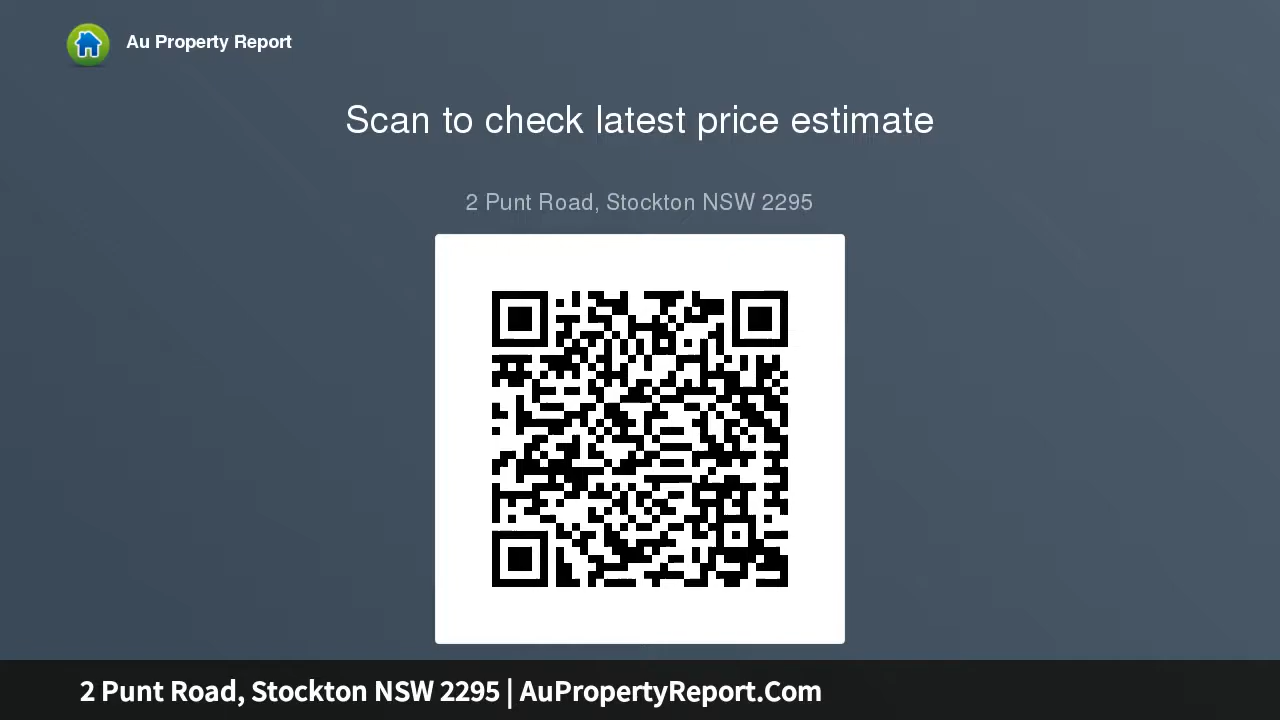 Au Property Report
Scan to check latest price estimate
2 Punt Road, Stockton NSW 2295
2 Punt Road, Stockton NSW 2295 | AuPropertyReport.Com